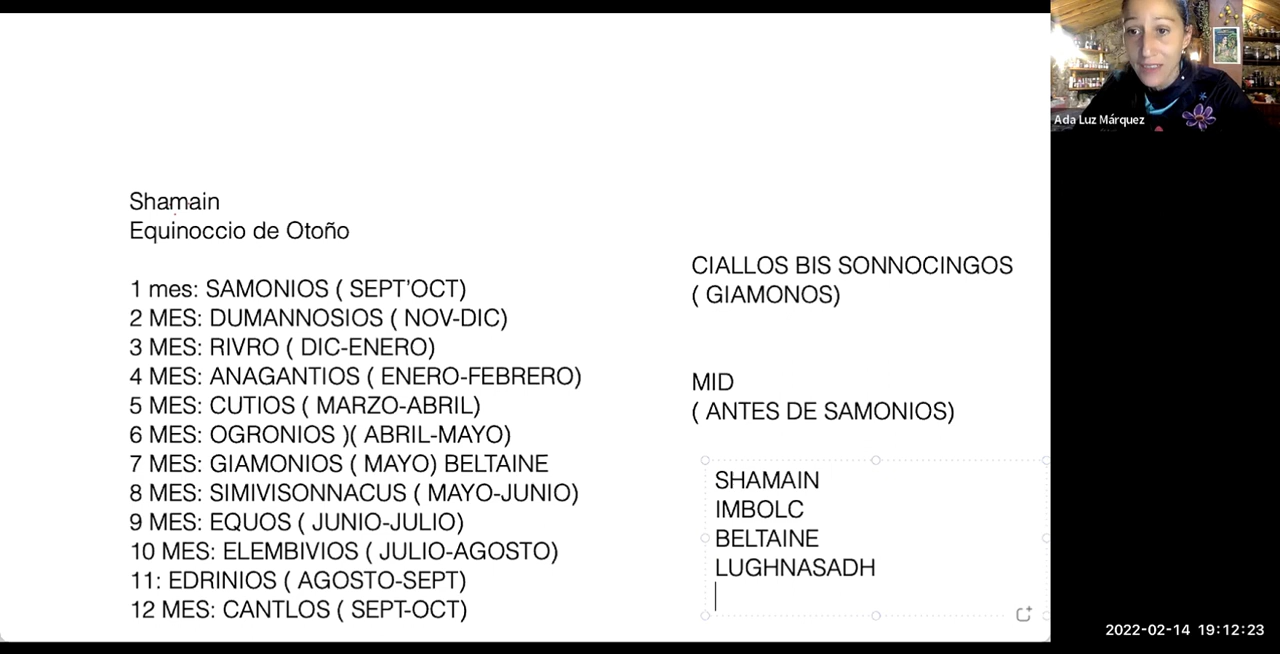 Shamain
Equinoccio de Otoño
1 mes: SAMONIOS ( SEPT'OCT)
2 MES: DUMANNOSIOS ( NOV-DIC)
3 MES: RIVRO ( DIC-ENERO)
4 MES: ANAGANTIOS ( ENERO-FEBRERO)
5 MES: CUTIOS ( MARZO-ABRIL)
6 MES: OGRONIOS )( ABRIL-MAYO)
7 MES: GIAMONIOS ( MAYO) BELTAINE
8 MES: SIMIVISONNACUS ( MAYO-JUNIO)
9 MES: EQUOS ( JUNIO-JULIO)
10 MES: ELEMBIVIOS ( JULIO-AGOSTO)
11: EDRINIOS ( AGOSTO-SEPT)
12 MES: CANTLOS ( SEPT-OCT)
CIALLOS BIS SONNOCINGOS
( GIAMONOS)
MID
( ANTES DE SAMONIOS)
SHAMAIN
IMBOLC
BELTAINE
LUGHNASADH
Ada Luz Márquez
2022-02-14 19:12:23